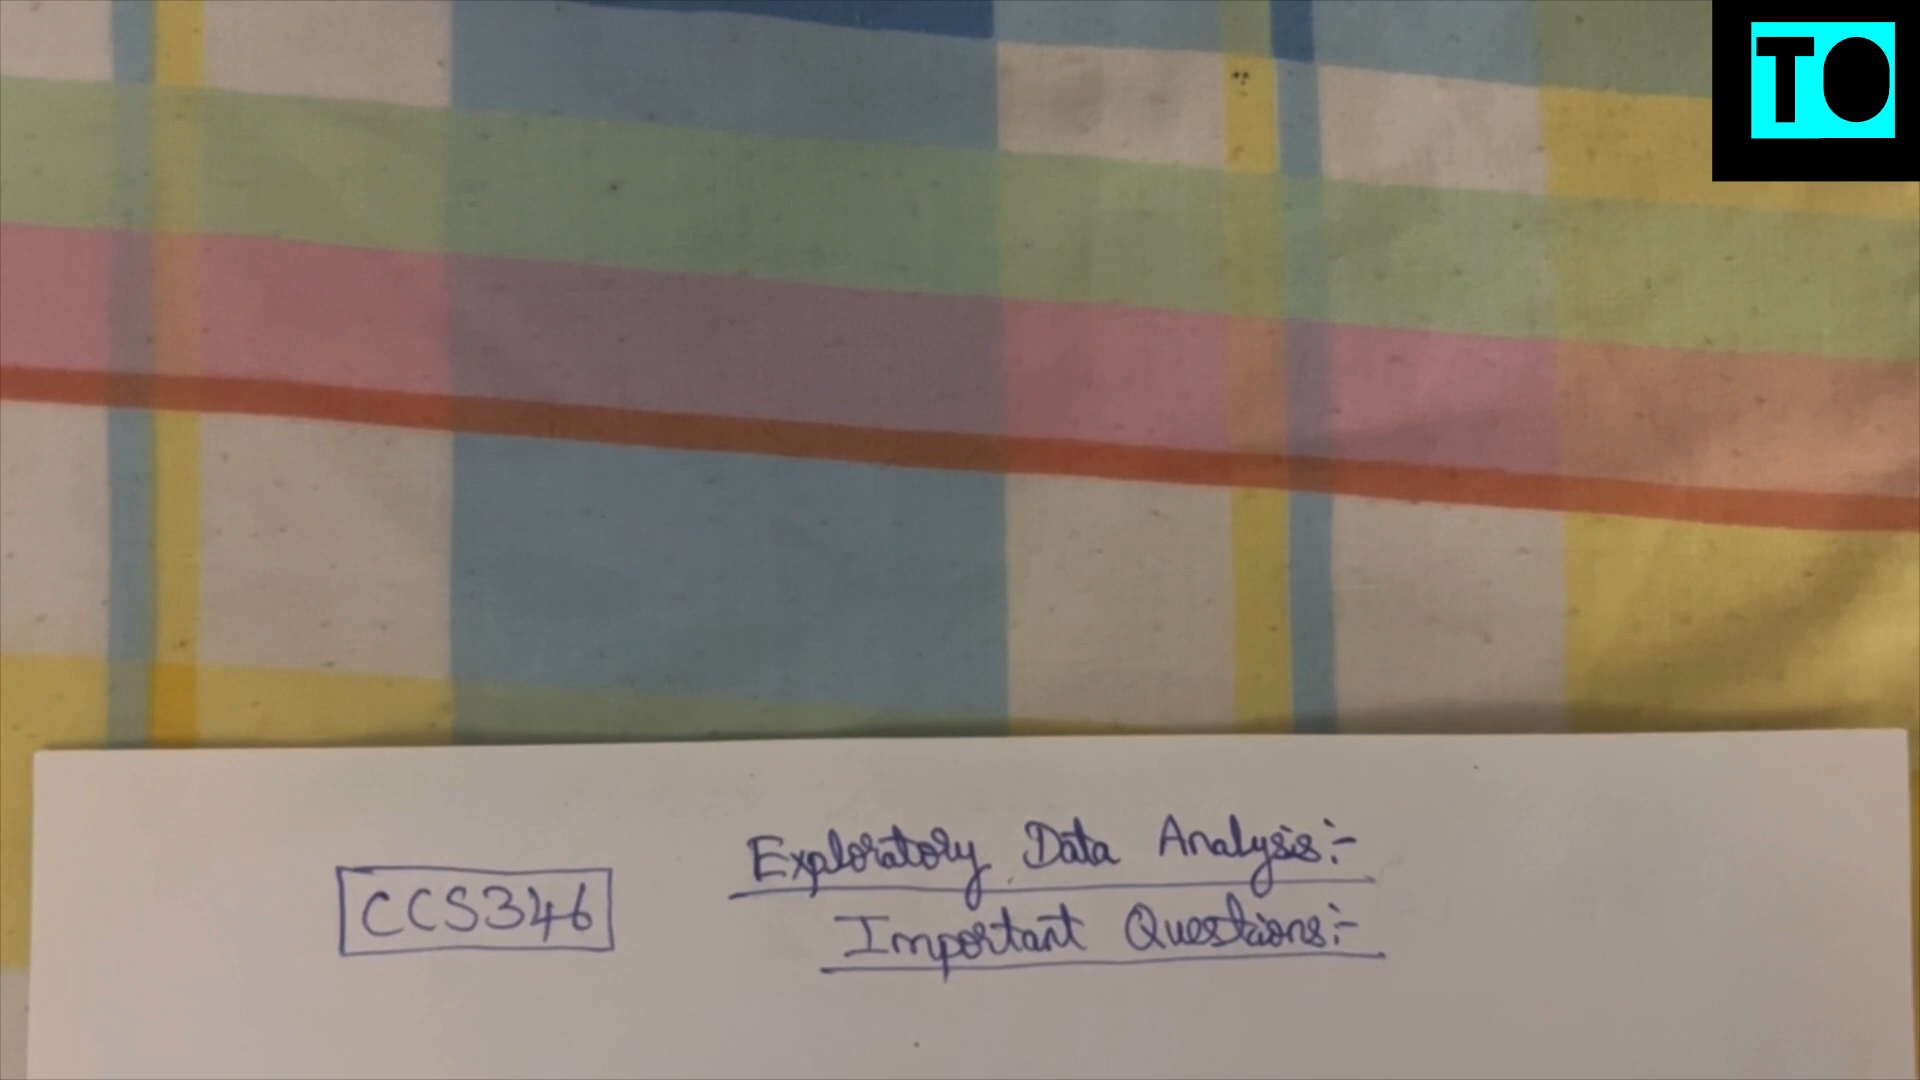 TO
CCS346
Exploratory Data Analysis:-
Important Questions:-